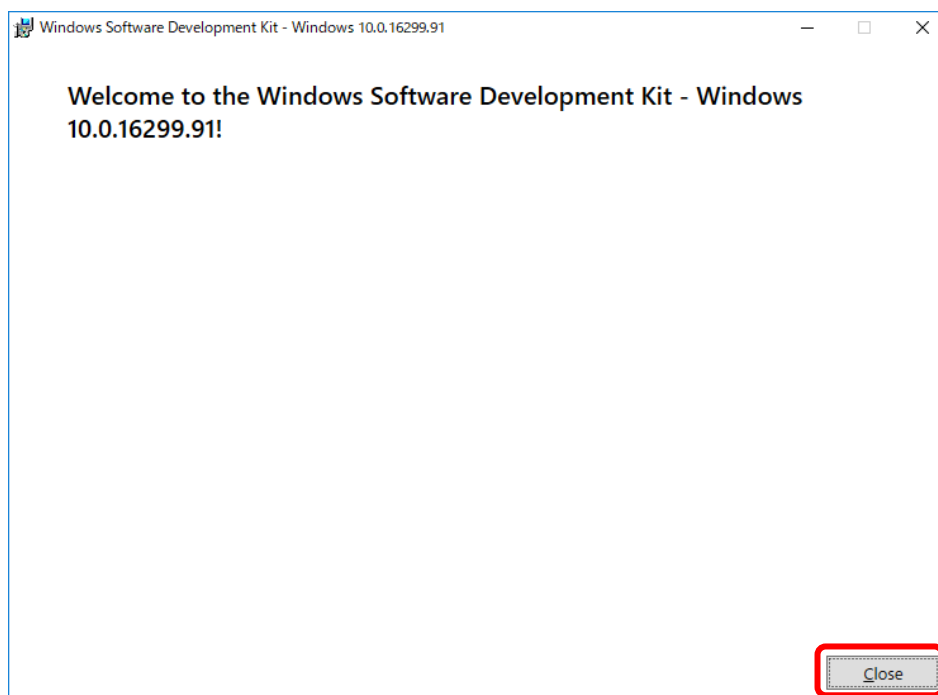 Windows Software Development Kit - Windows 10.0.16299.91
Welcome to the Windows Software Development Kit - Windows
10.0.16299.91!
Close